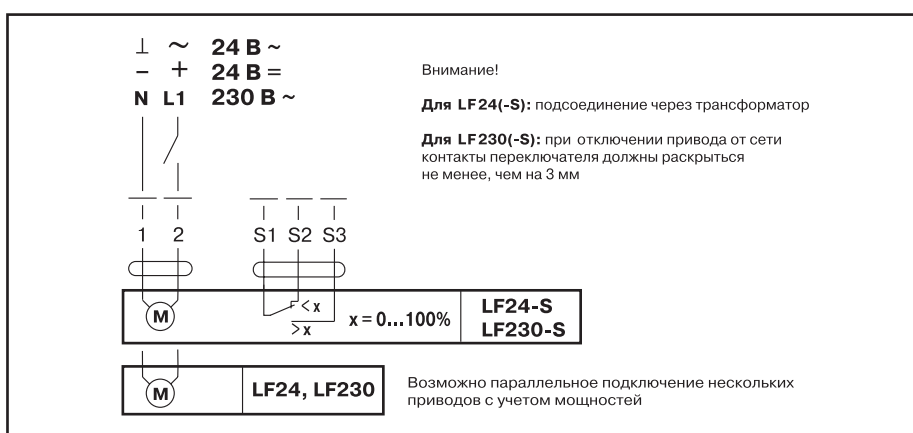 ⊥ ~ 24 В ~
– + 24 В =
N L1 230 В ~
Внимание!
Для LF24(-S): подсоединение через трансформатор
Для LF230(-S): при отключении привода от сети
контакты переключателя должны раскрыться
не менее, чем на 3 мм
1 2 S1 S2 S3
M
< x
> x
x = 0...100%
LF24-S
LF230-S
M
LF24, LF230
Возможно параллельное подключение нескольких
приводов с учетом мощностей